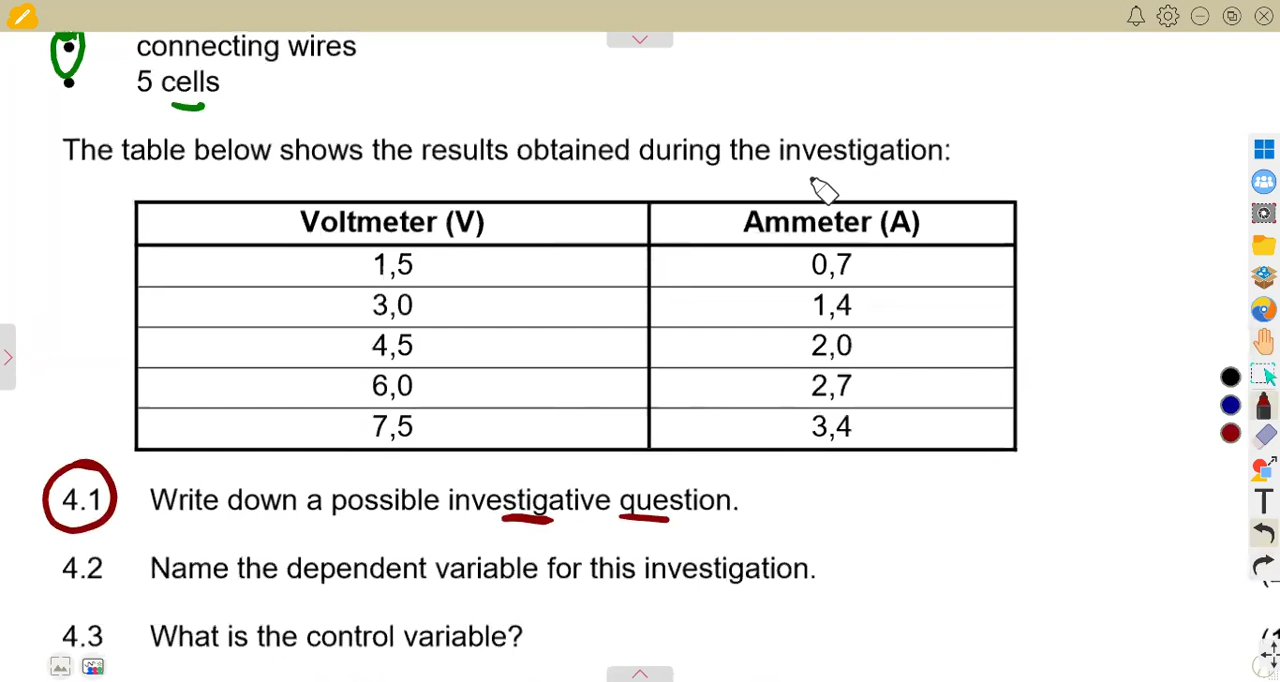 connecting wires
5 cells
The table below shows the results obtained during the investigation:
Voltmeter (V) Ammeter (A)
1,5 0,7
3,0 1,4
4,5 2,0
6,0 2,7
7,5 3,4
4.1 Write down a possible investigative question.
4.2 Name the dependent variable for this investigation.
4.3 What is the control variable?